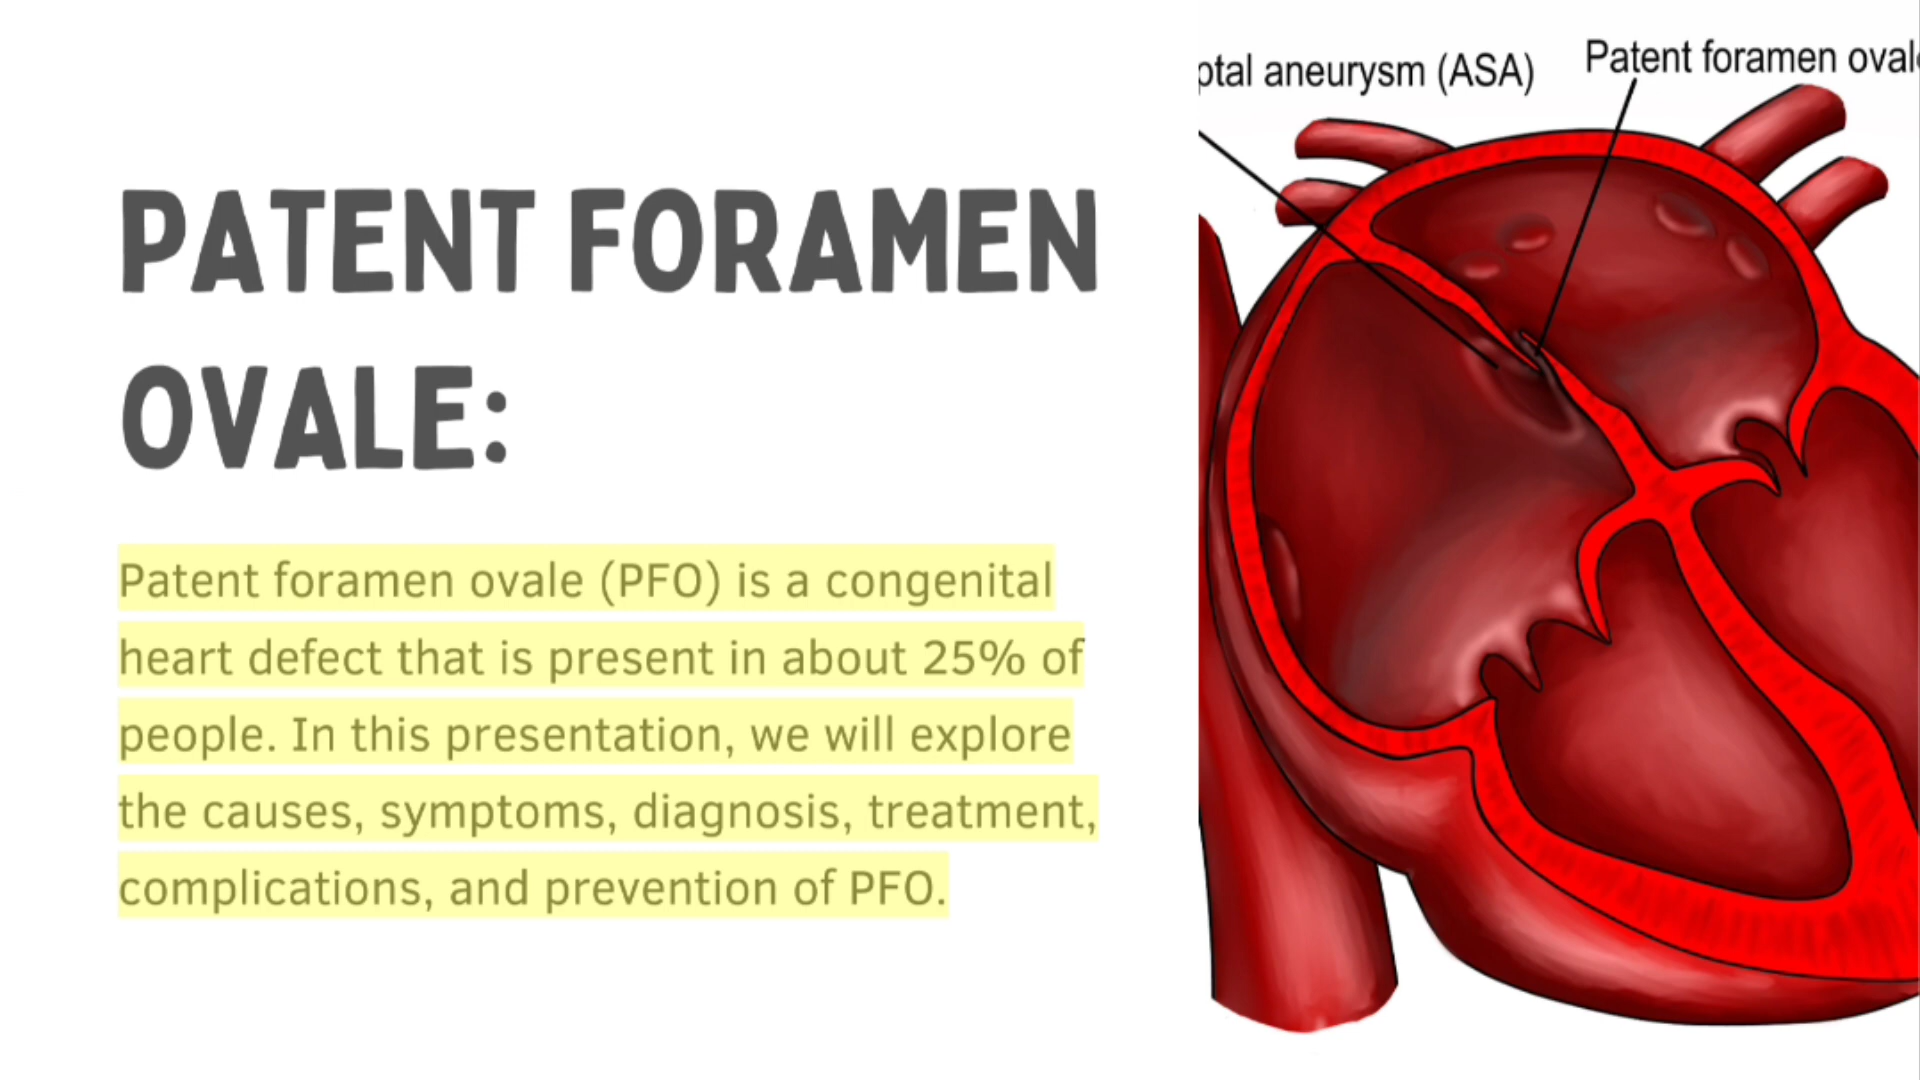 PATENT FORAMEN
OVALE:
Patent foramen ovale (PFO) is a congenital
heart defect that is present in about 25% of
people. In this presentation, we will explore
the causes, symptoms, diagnosis, treatment,
complications, and prevention of PFO.
ptal aneurysm (ASA)
Patent foramen ovale